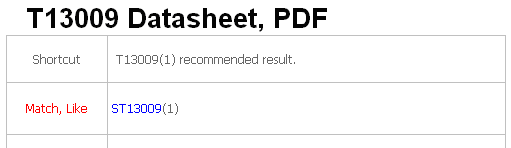 T13009 Datasheet, PDF
Shortcut T13009(1) recommended result.
Match, Like ST13009(1)